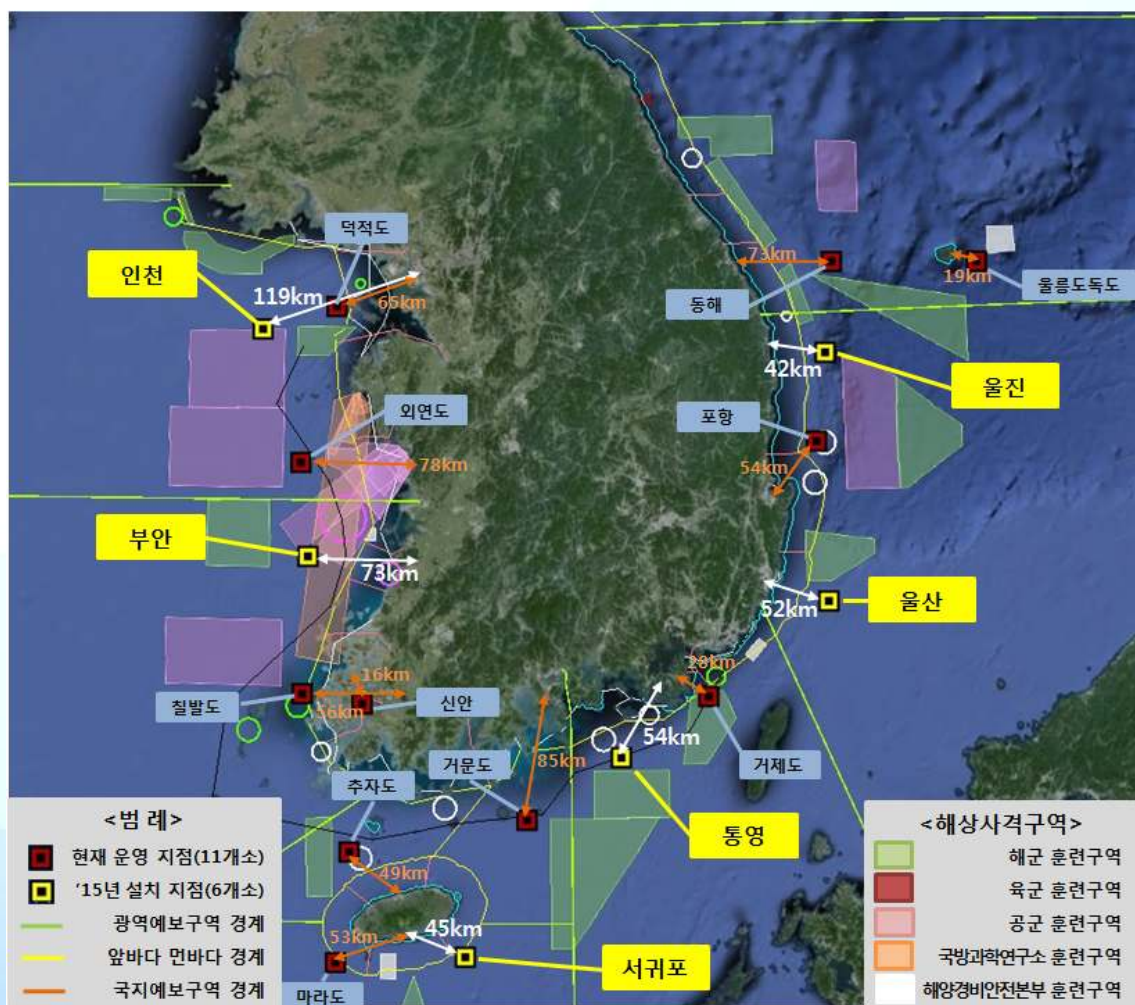 덕적도
인천
119km
65km
73km
동해
19km
울릉도독도
42km
울진
외연도
78km
포항
54km
부안
73km
울산
52km
16km
칠발도
56km
신안
28km
54km
거제도
거문도
85km
추자도
통영
49km
45km
53km
서귀포
마라도
<범 례>
현재 운영 지점(11개소)
'15년 설치 지점(6개소)
광역예보구역 경계
앞바다 먼바다 경계
국지예보구역 경계
<해상사격구역>
해군 훈련구역
육군 훈련구역
공군 훈련구역
국방과학연구소 훈련구역
해양경비안전본부 훈련구역